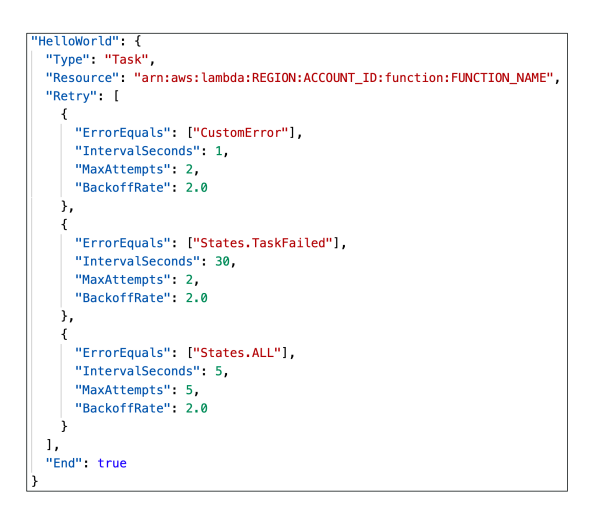 "HelloWorld": {
"Type": "Task",
"Resource": "arn:aws:lambda:REGION:ACCOUNT_ID:function:FUNCTION_NAME",
"Retry": [
{
"ErrorEquals": ["CustomError"],
"IntervalSeconds": 1,
"MaxAttempts": 2,
"BackoffRate": 2.0
},
{
"ErrorEquals": ["States.TaskFailed"],
"IntervalSeconds": 30,
"MaxAttempts": 2,
"BackoffRate": 2.0
},
{
"ErrorEquals": ["States.ALL"],
"IntervalSeconds": 5,
"MaxAttempts": 5,
"BackoffRate": 2.0
}
],
"End": true
}